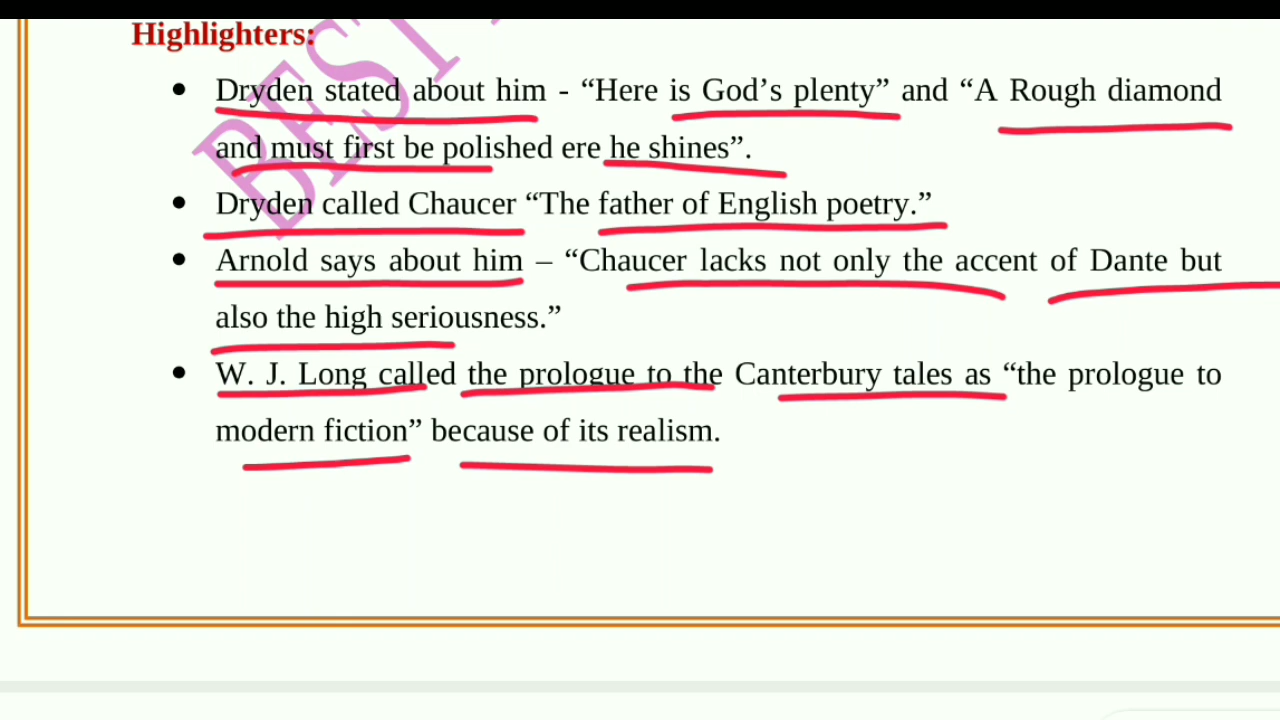 Highlighters:
• Dryden stated about him - “Here is God’s plenty” and “A Rough diamond
and must first be polished ere he shines”.
• Dryden called Chaucer “The father of English poetry.”
• Arnold says about him – “Chaucer lacks not only the accent of Dante but
also the high seriousness.”
• W. J. Long called the prologue to the Canterbury tales as “the prologue to
modern fiction” because of its realism.
BEST